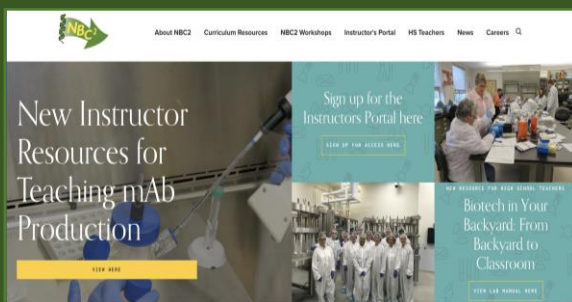 NBC²
About NBC2 Curriculum Resources NBC2 Workshops Instructor's Portal HS Teachers News Careers
New Instructor
Resources for
Teaching mAb
Production
VIEW HERE
Sign up for the
Instructors Portal here
SIGN UP FOR ACCESS HERE
NEW RESOURCE FOR HIGH SCHOOL TEACHERS
Biotech in Your
Backyard: From
Backyard to
Classroom
VIEW LAB MANUAL HERE